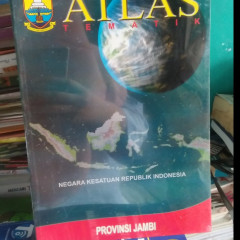 ATLAS
TEMATIK
NEGARA KESATUAN REPUBLIK INDONESIA
PROVINSI JAMBI